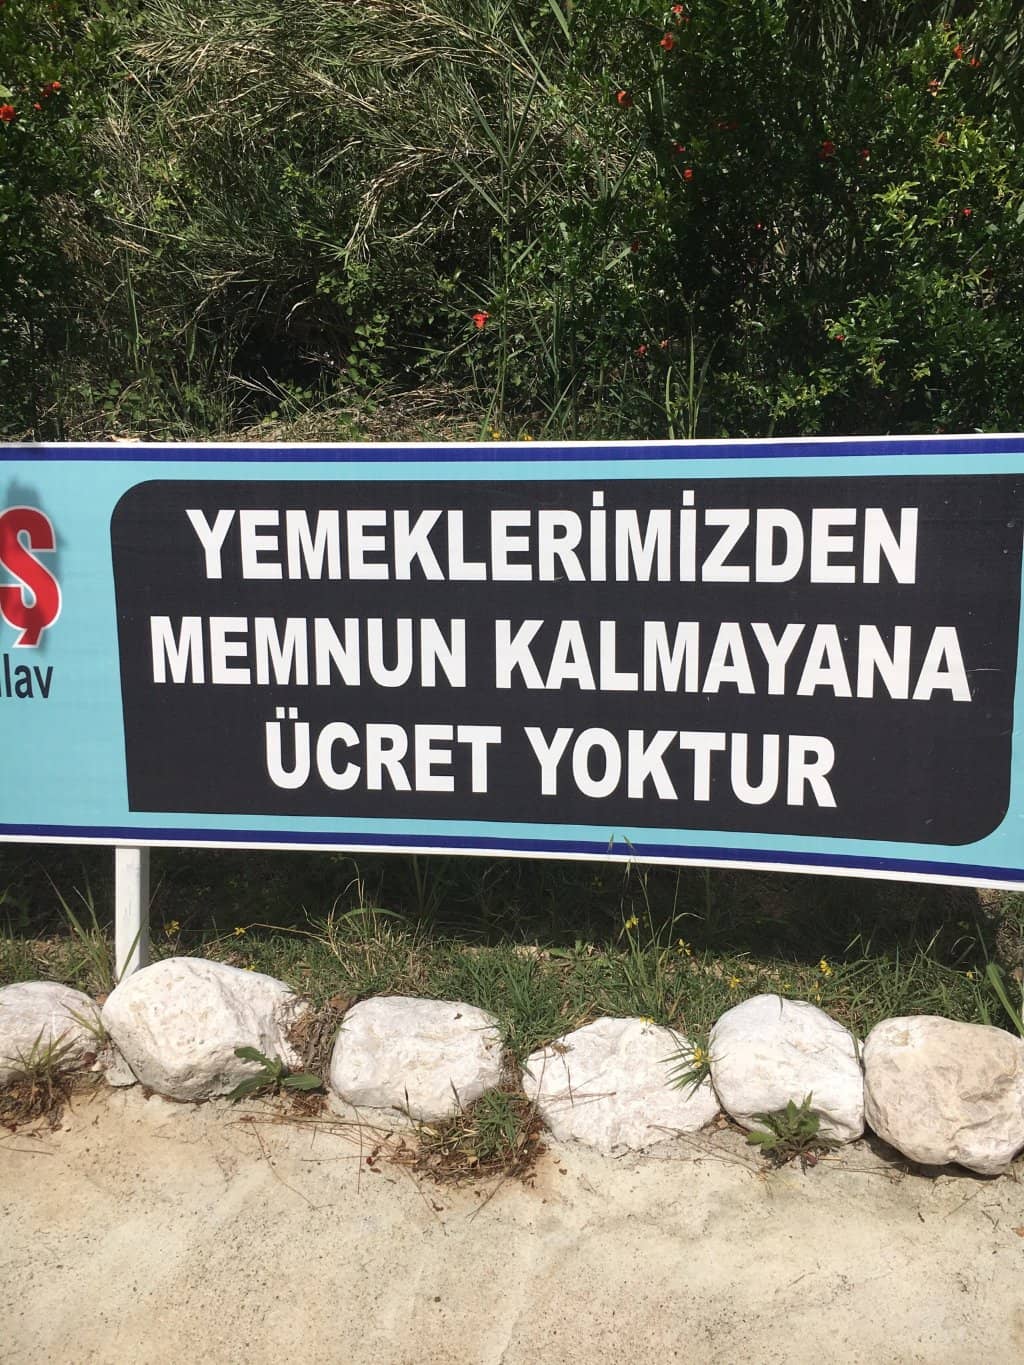 YEMEKLERİMİZDEN
MEMNUN KALMAYANA
ÜCRET YOKTUR